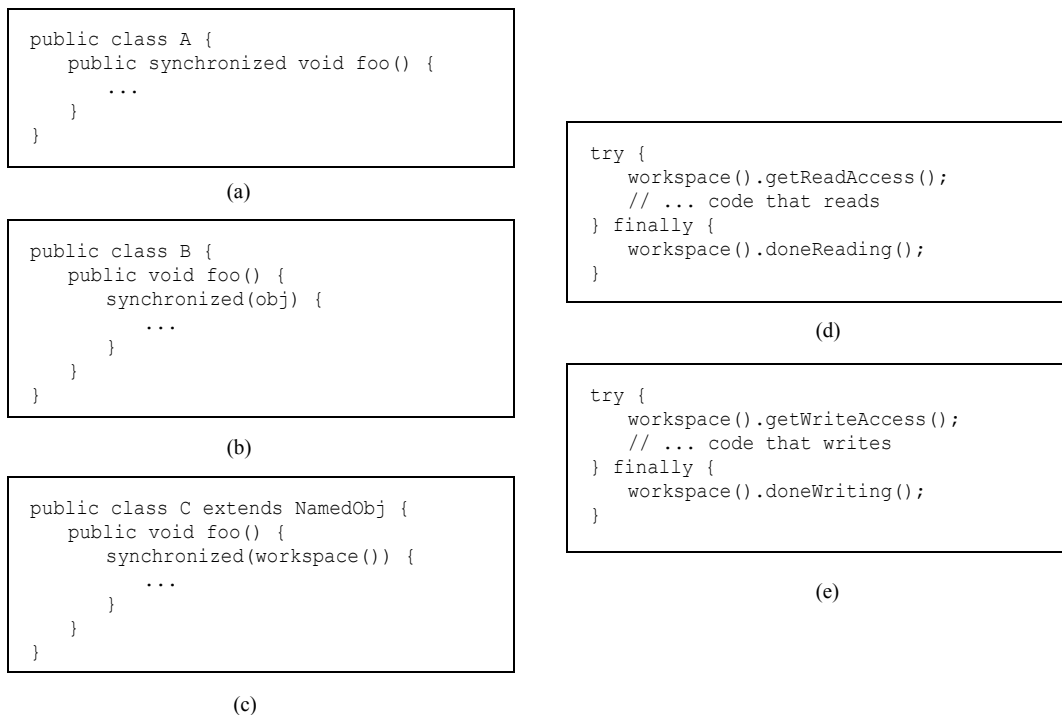 public class A {
public synchronized void foo() {
...
}
}
(a)
public class B {
public void foo() {
synchronized(obj) {
...
}
}
}
(b)
public class C extends NamedObj {
public void foo() {
synchronized(workspace()) {
...
}
}
}
(c)
try {
workspace().getReadAccess();
// ... code that reads
} finally {
workspace().doneReading();
}
(d)
try {
workspace().getWriteAccess();
// ... code that writes
} finally {
workspace().doneWriting();
}
(e)